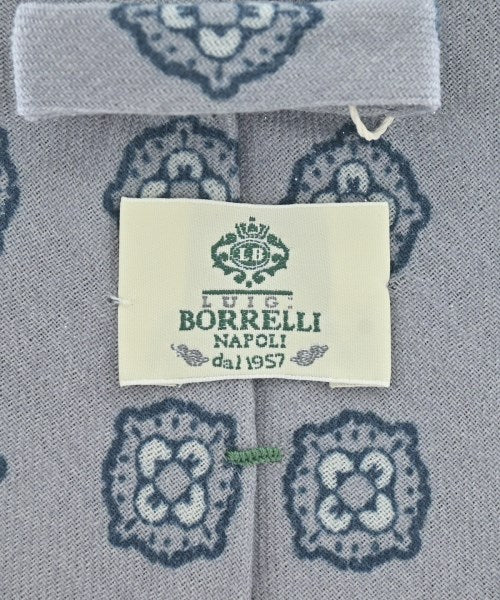 LB
LUIGI
BORRELLI
NAPOLI
dal 1957